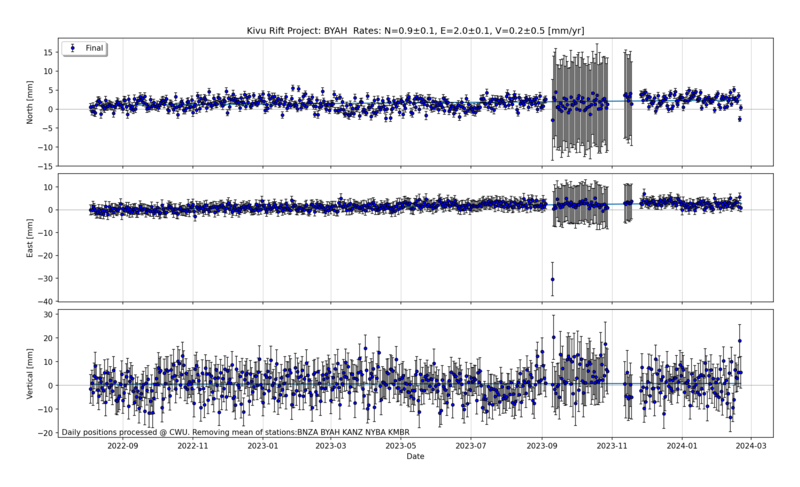 Kivu Rift Project: BYAH  Rates: N=0.9±0.1, E=2.0±0.1, V=0.2±0.5 [mm/yr]
Final
15
10
5
0
−5
−10
−15
North [mm]
10
0
−10
−20
−30
−40
East [mm]
30
20
10
0
−10
−20
Vertical [mm]
Daily positions processed @ CWU. Removing mean of stations:BNZA BYAH KANZ NYBA KMBR
2022-09 2022-11 2023-01 2023-03 2023-05 2023-07 2023-09 2023-11 2024-01 2024-03
Date